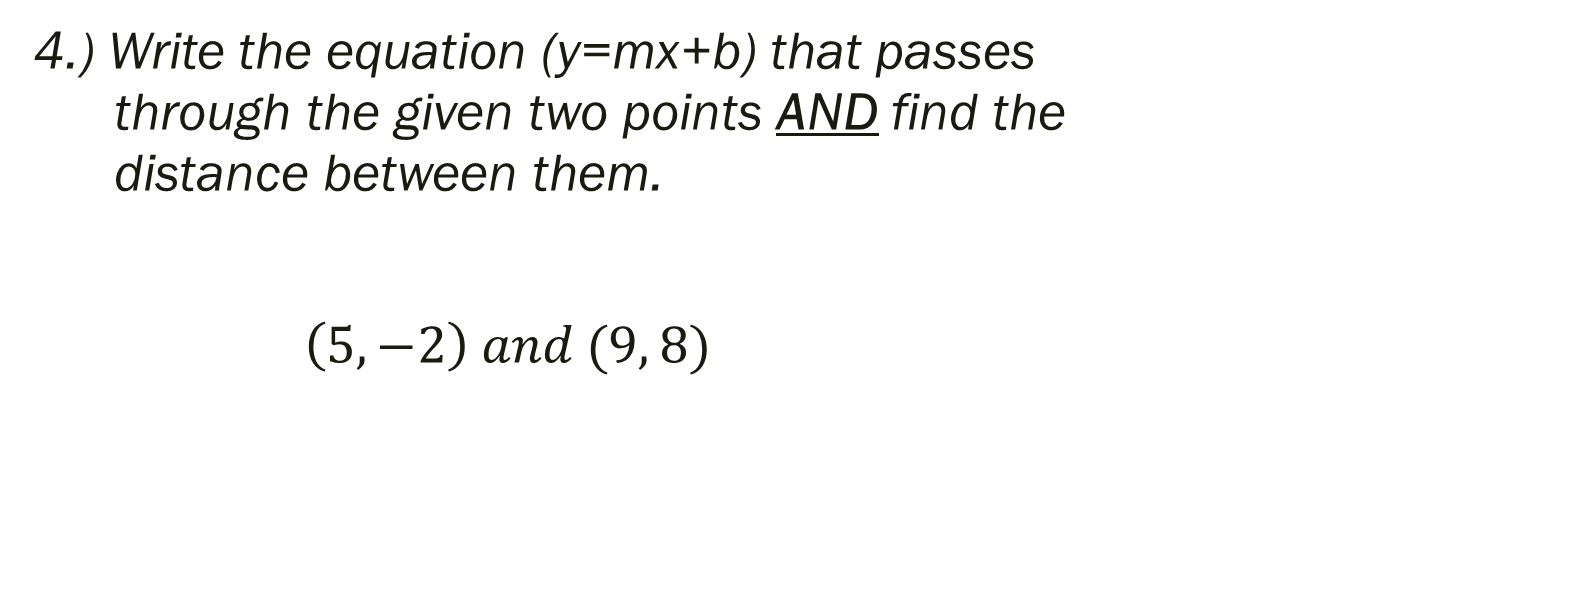 4.) Write the equation (y=mx+b) that passes
through the given two points AND find the
distance between them.
(5, −2) and (9, 8)